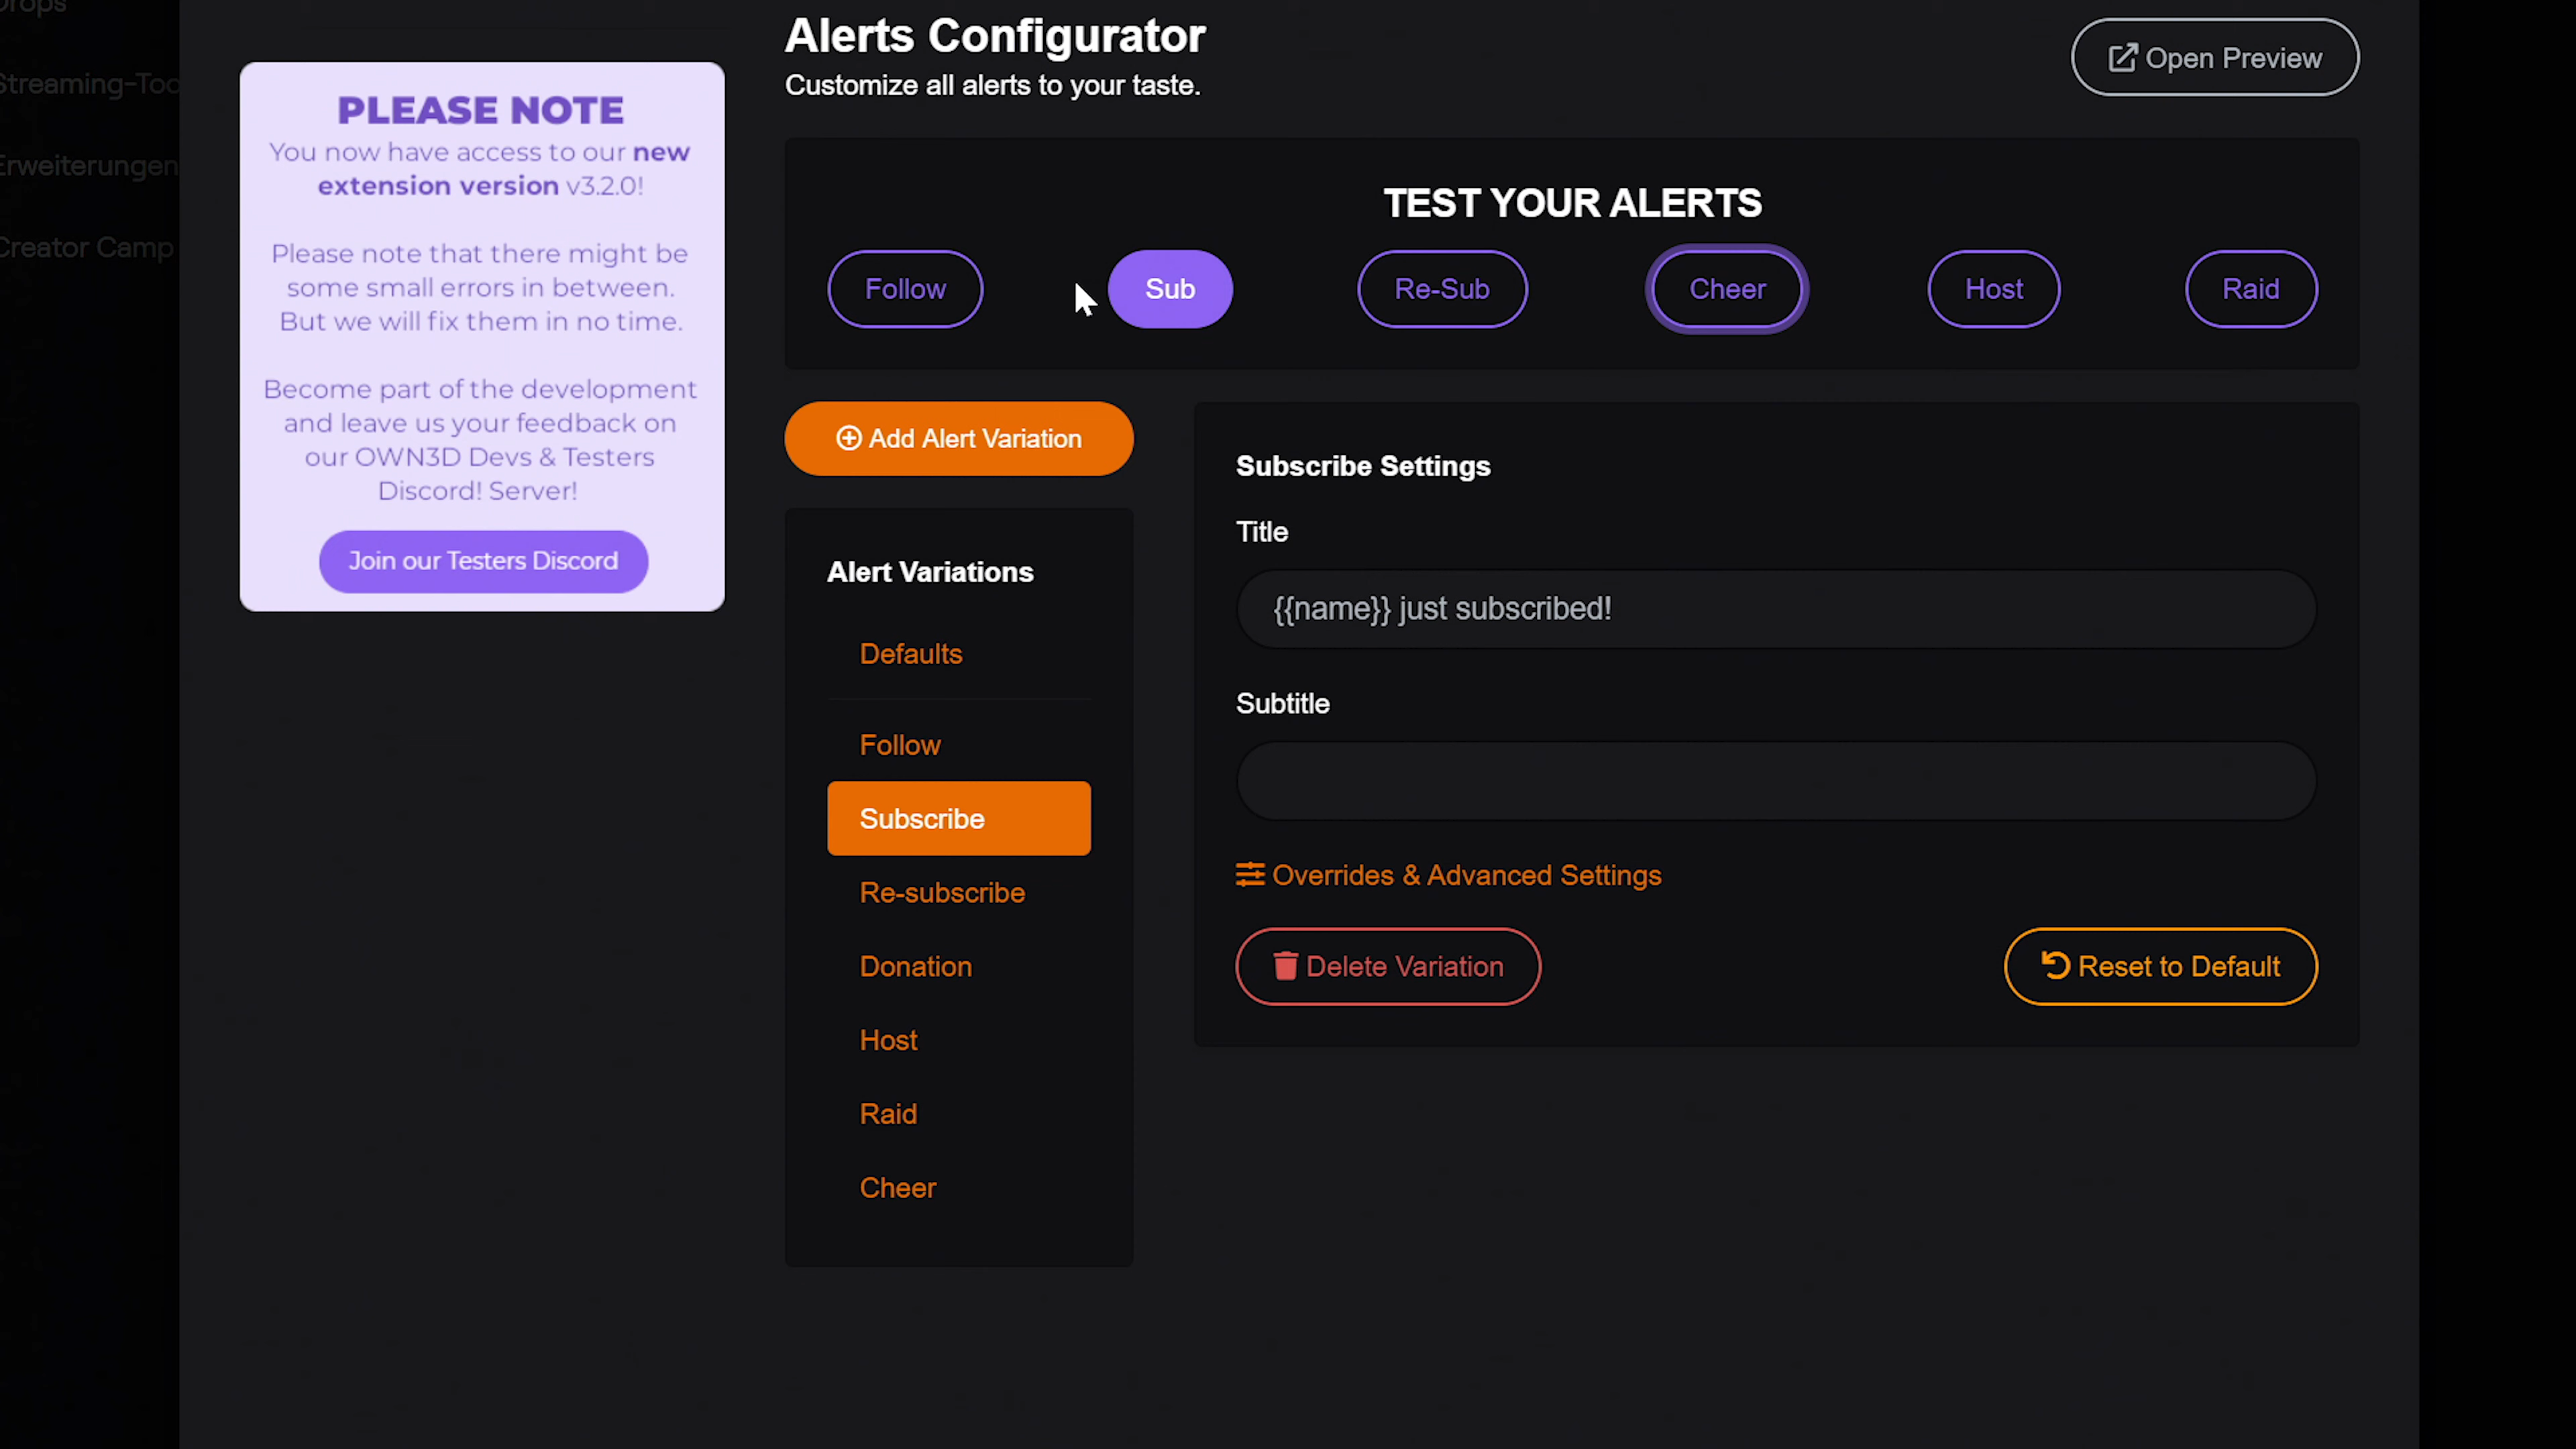 Streaming-Too
Erweiterungen
Creator Camp
PLEASE NOTE
You now have access to our new
extension version v3.2.0!
Please note that there might be
some small errors in between.
But we will fix them in no time.
Become part of the development
and leave us your feedback on
our OWN3D Devs & Testers
Discord! Server!
Join our Testers Discord
Alerts Configurator
Customize all alerts to your taste.
Open Preview
TEST YOUR ALERTS
Follow
Sub
Re-Sub
Cheer
Host
Raid
Add Alert Variation
Alert Variations
Defaults
Follow
Subscribe
Re-subscribe
Donation
Host
Raid
Cheer
Subscribe Settings
Title
{{name}} just subscribed!
Subtitle
Overrides & Advanced Settings
Delete Variation
Reset to Default